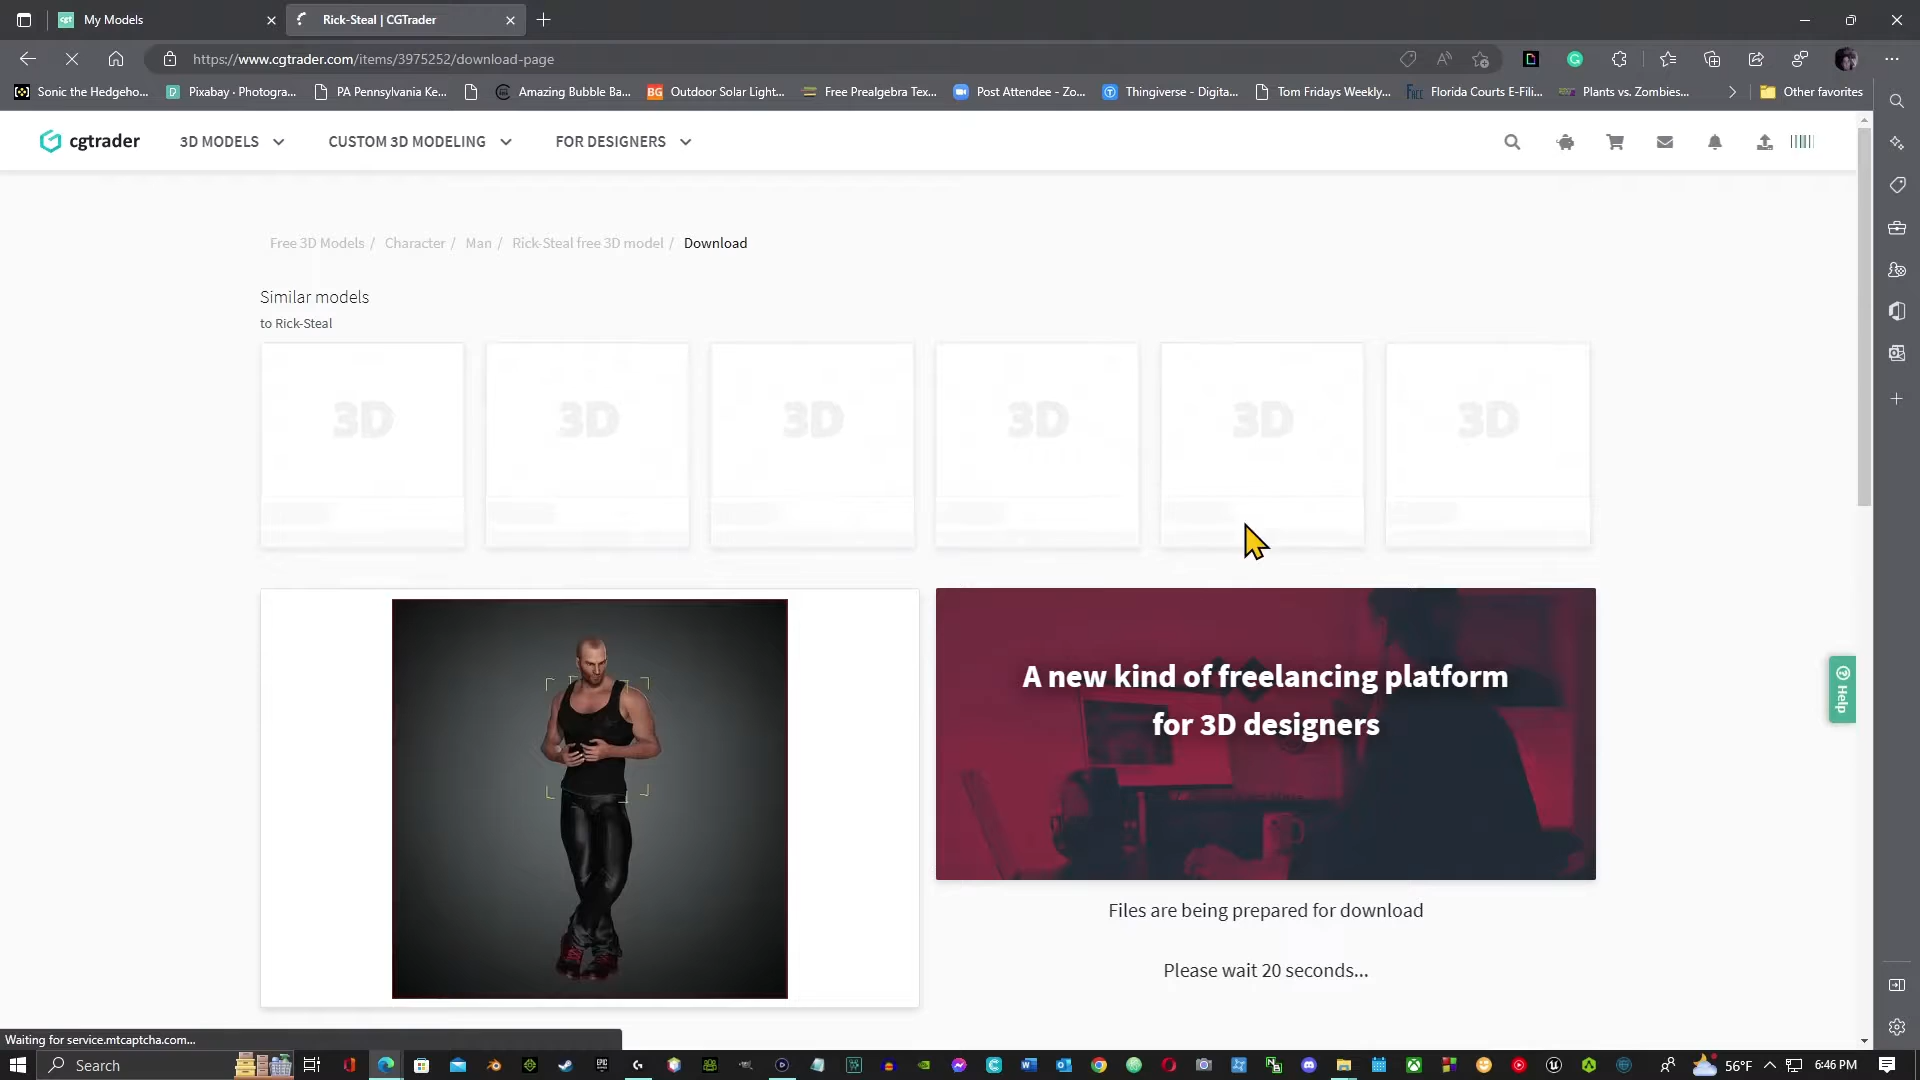 My Models
Rick-Steal | CGTrader
https://www.cgtrader.com/items/3975252/download-page
Sonic the Hedgeho...
Pixabay · Photogra...
PA Pennsylvania Ke...
Amazing Bubble Ba...
BG Outdoor Solar Light...
Free Prealgebra Tex...
Post Attendee - Zo...
Thingiverse - Digita...
Tom Fridays Weekly...
Florida Courts E-Fili...
Plants vs. Zombies...
Other favorites
cgtrader
3D MODELS
CUSTOM 3D MODELING
FOR DESIGNERS
Free 3D Models / Character / Man / Rick-Steal free 3D model / Download
Similar models
to Rick-Steal
3D 3D 3D 3D 3D 3D
A new kind of freelancing platform
for 3D designers
Help
Files are being prepared for download
Please wait 20 seconds...
Waiting for service.mtcaptcha.com...
Search
56°F
6:46 PM